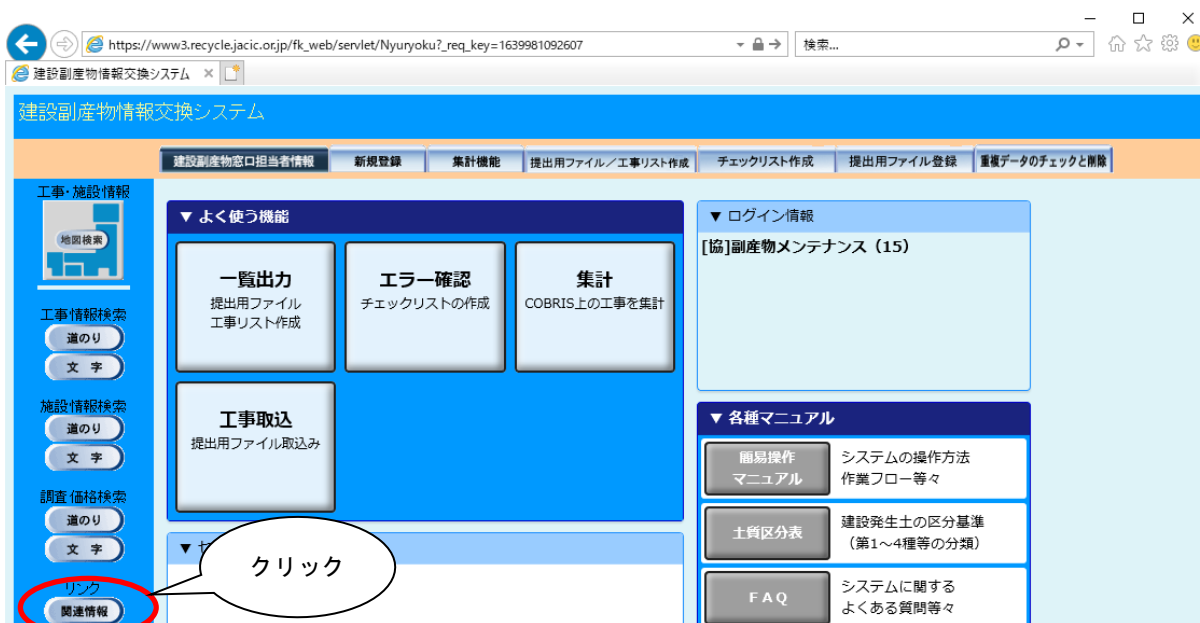 https://www3.recycle.jacic.or.jp/fk_web/servlet/Nyuryoku?_req_key=1639981092607
検索...
建設副産物情報交換システム
建設副産物情報交換システム
建設副産物窓口担当者情報
新規登録
集計機能
提出用ファイル／工事リスト作成
チェックリスト作成
提出用ファイル登録
重複データのチェックと削除
工事・施設情報
地図検索
工事情報検索
道のり
文 字
施設情報検索
道のり
文 字
調査価格検索
道のり
文 字
リンク
関連情報
▼ よく使う機能
一覧出力
提出用ファイル
工事リスト作成
エラー確認
チェックリストの作成
集計
COBRIS上の工事を集計
工事取込
提出用ファイル取込み
クリック
▼ ログイン情報
[協]副産物メンテナンス（15）
▼ 各種マニュアル
簡易操作
マニュアル
システムの操作方法
作業フロー等々
土質区分表
建設発生土の区分基準
（第1～4種等の分類）
ＦＡＱ
システムに関する
よくある質問等々